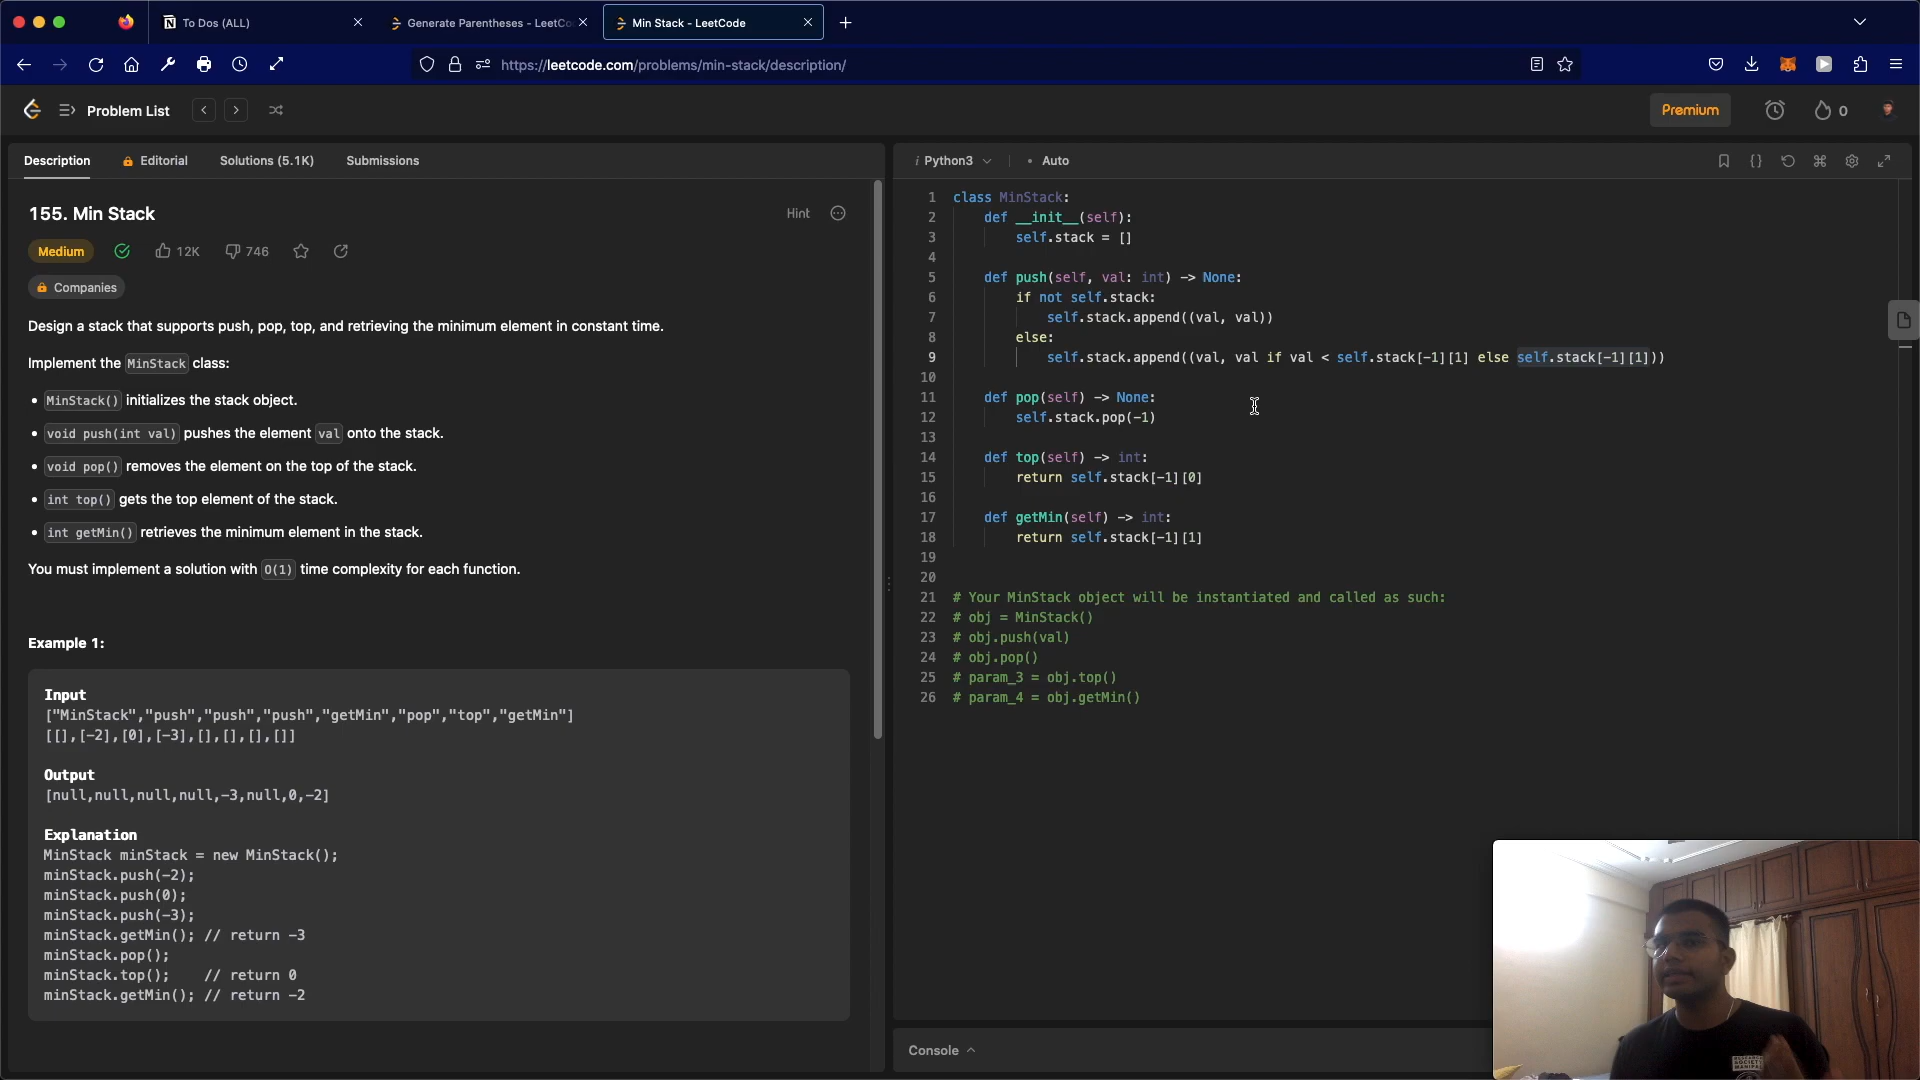 To Dos (ALL)
Generate Parentheses - LeetCo
Min Stack - LeetCode
https://leetcode.com/problems/min-stack/description/
Problem List
Premium
0
Description
Editorial
Solutions (5.1K)
Submissions
155. Min Stack
Hint
Medium
12K
746
Companies
Design a stack that supports push, pop, top, and retrieving the minimum element in constant time.
Implement the MinStack class:
• MinStack() initializes the stack object.
• void push(int val) pushes the element val onto the stack.
• void pop() removes the element on the top of the stack.
• int top() gets the top element of the stack.
• int getMin() retrieves the minimum element in the stack.
You must implement a solution with O(1) time complexity for each function.
Example 1:
Input
["MinStack","push","push","push","getMin","pop","top","getMin"]
[[],[-2],[0],[-3],[],[],[],[]]
Output
[null,null,null,null,-3,null,0,-2]
Explanation
MinStack minStack = new MinStack();
minStack.push(-2);
minStack.push(0);
minStack.push(-3);
minStack.getMin(); // return -3
minStack.pop();
minStack.top();    // return 0
minStack.getMin(); // return -2
i Python3
• Auto
1 class MinStack:
2     def __init__(self):
3         self.stack = []
4
5     def push(self, val: int) -> None:
6         if not self.stack:
7             self.stack.append((val, val))
8         else:
9             self.stack.append((val, val if val < self.stack[-1][1] else self.stack[-1][1]))
10
11     def pop(self) -> None:
12         self.stack.pop(-1)
13
14     def top(self) -> int:
15         return self.stack[-1][0]
16
17     def getMin(self) -> int:
18         return self.stack[-1][1]
19
20
21 # Your MinStack object will be instantiated and called as such:
22 # obj = MinStack()
23 # obj.push(val)
24 # obj.pop()
25 # param_3 = obj.top()
26 # param_4 = obj.getMin()
Console